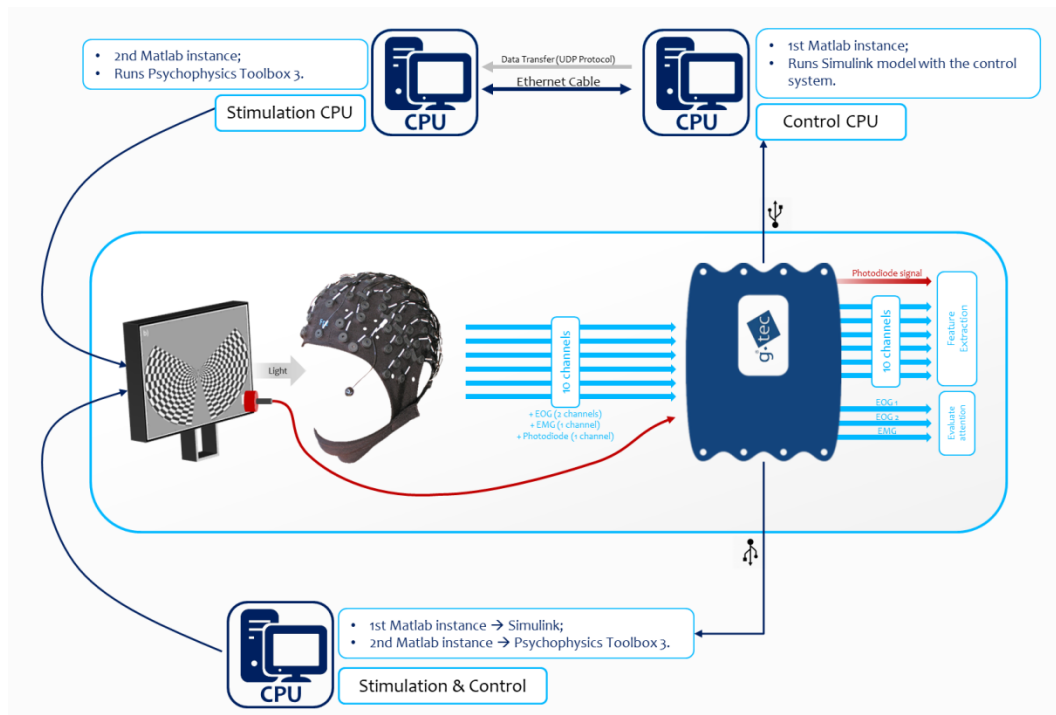 • 2nd Matlab instance;
• Runs Psychophysics Toolbox 3.
Stimulation CPU
CPU
Data Transfer (UDP Protocol)
Ethernet Cable
CPU
• 1st Matlab instance;
• Runs Simulink model with the control
system.
Control CPU
Light
10 channels
+ EOG (2 channels)
+ EMG (1 channel)
+ Photodiode (1 channel)
g.tec
Photodiode signal
10 channels
Feature
Extraction
EOG 1
EOG 2
EMG
Evaluate
attention
CPU
• 1st Matlab instance → Simulink;
• 2nd Matlab instance → Psychophysics Toolbox 3.
Stimulation & Control